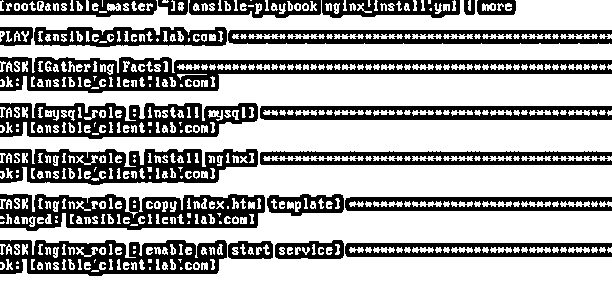 [root@ansible_master ~]# ansible-playbook nginx_install.yml | more
PLAY [ansible_client.lab.com] ******************************************************
TASK [Gathering Facts] *************************************************************
ok: [ansible_client.lab.com]
TASK [mysql_role : install mysql] **************************************************
ok: [ansible_client.lab.com]
TASK [nginx_role : install nginx] **************************************************
ok: [ansible_client.lab.com]
TASK [nginx_role : copy index.html template] ***************************************
changed: [ansible_client.lab.com]
TASK [nginx_role : enable and start service] ***************************************
ok: [ansible_client.lab.com]